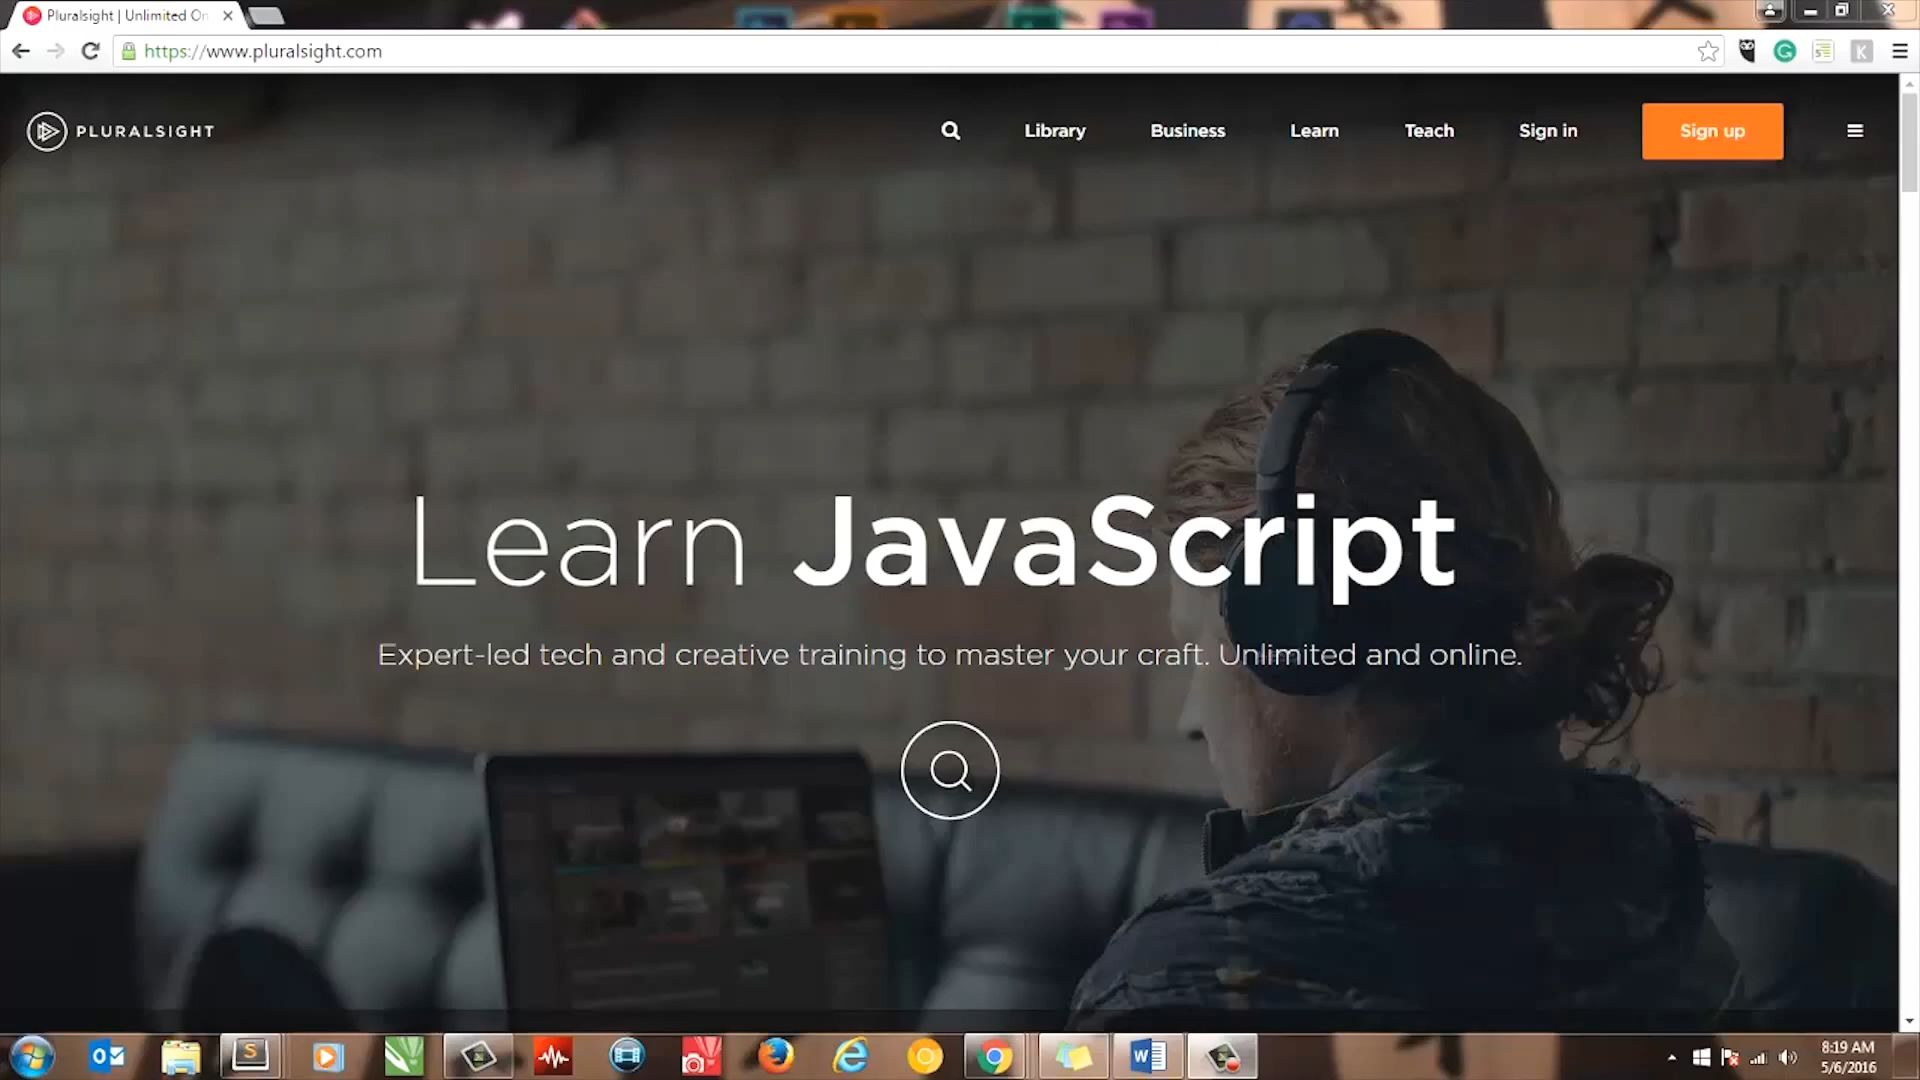 Pluralsight | Unlimited On
https://www.pluralsight.com
PLURALSIGHT
Library
Business
Learn
Teach
Sign in
Sign up
Learn JavaScript
Expert-led tech and creative training to master your craft. Unlimited and online.
8:19 AM
5/6/2016